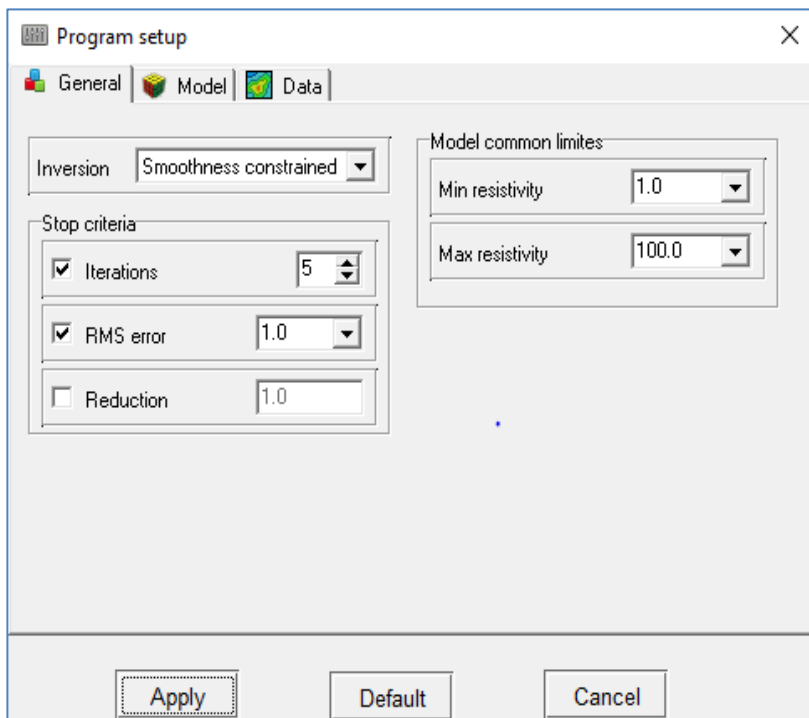 Program setup
General Model Data
Inversion Smoothness constrained
Stop criteria
Iterations 5
RMS error 1.0
Reduction 1.0
Model common limites
Min resistivity 1.0
Max resistivity 100.0
Apply Default Cancel